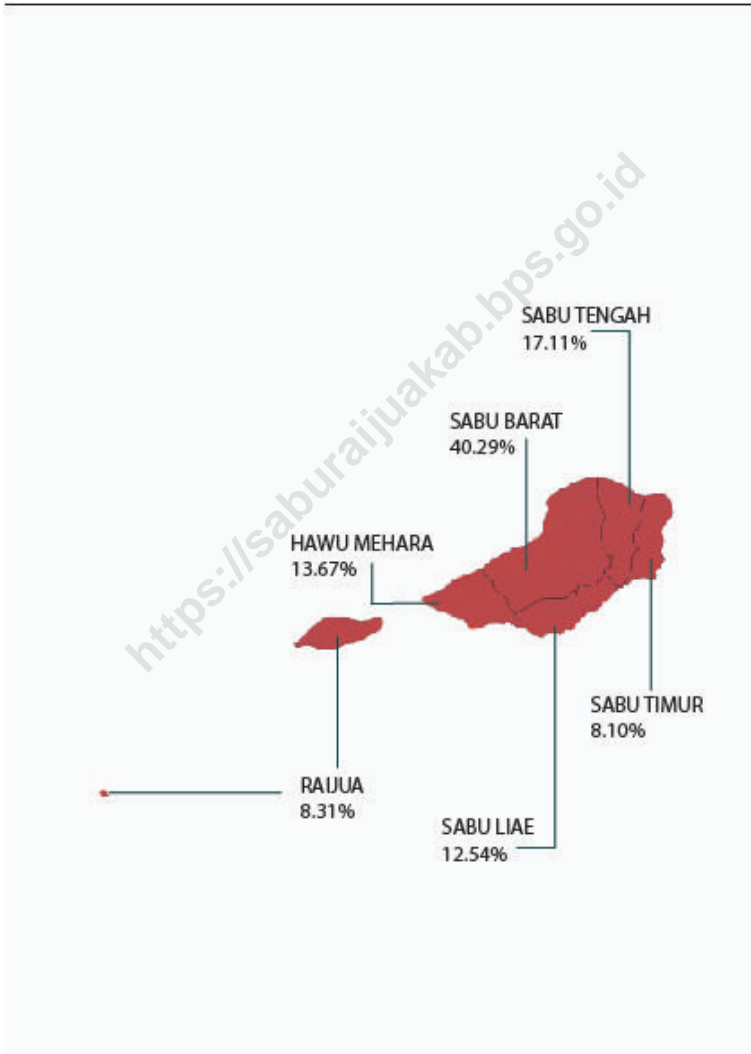 SABU TENGAH
17.11%
SABU BARAT
40.29%
HAWU MEHARA
13.67%
SABU TIMUR
8.10%
RAIJUA
8.31%
SABU LIAE
12.54%
https://saburaijuakab.bps.go.id